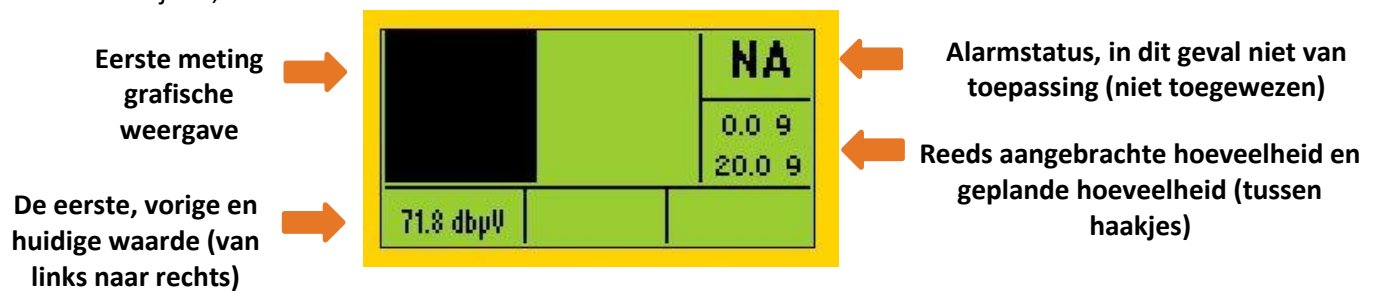 Eerste meting
grafische
weergave
De eerste, vorige en
huidige waarde (van
links naar rechts)
NA
0.0 g
20.0 g
71.8 dbµV
Alarmstatus, in dit geval niet van
toepassing (niet toegewezen)
Reeds aangebrachte hoeveelheid en
geplande hoeveelheid (tussen
haakjes)